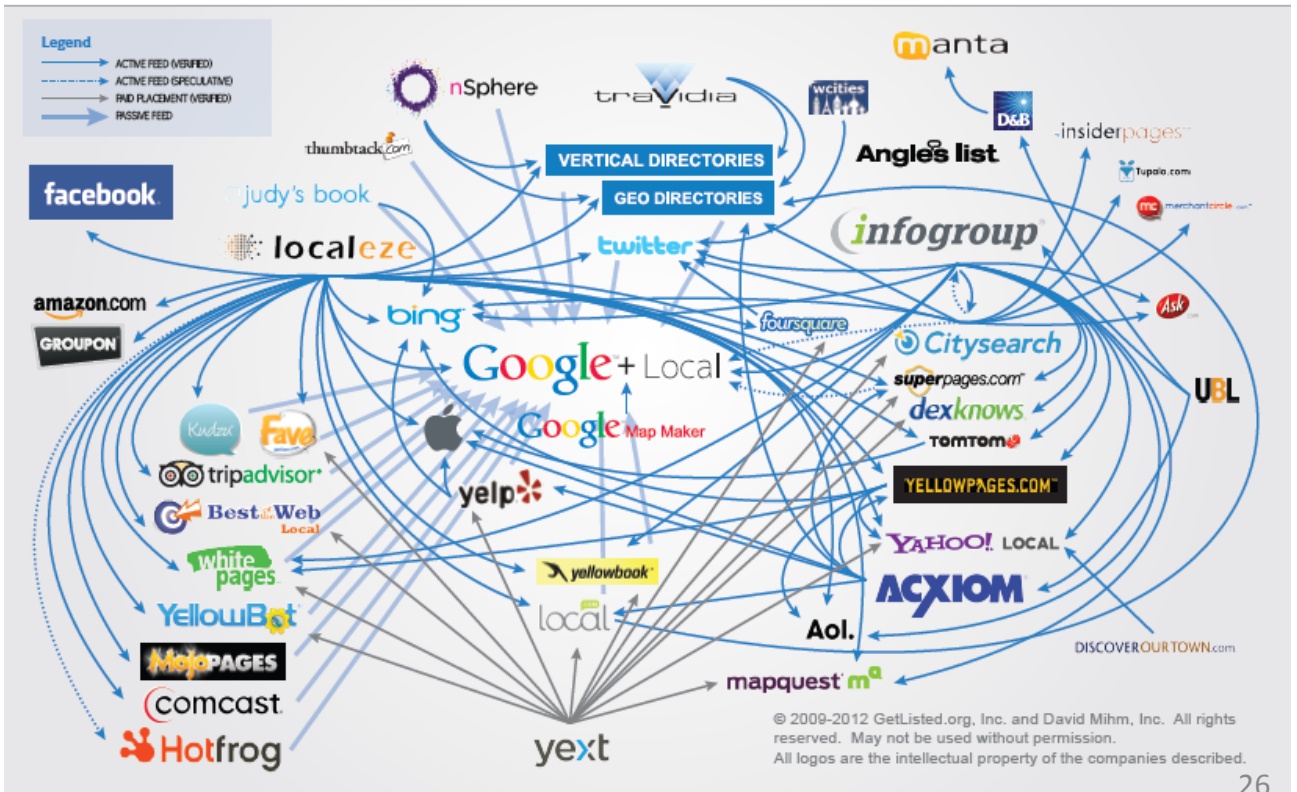 Legend
ACTIVE FEED (VERIFIED)
ACTIVE FEED (SPECULATIVE)
PAID PLACEMENT (VERIFIED)
PASSIVE FEED
nSphere
travidia
wcities
manta
D&B
insiderpages
thumbtack.com
VERTICAL DIRECTORIES
Angie's list
Tupalo.com
facebook
judy's book
GEO DIRECTORIES
mc merchantcircle
localeze
twitter
infogroup
amazon.com
bing
foursquare
Ask
.com
GROUPON
Google + Local
Citysearch
superpages.com
UBL
Kudzu
Fave
Google Map Maker
dexknows
TOMTOM
tripadvisor
yelp
YELLOWPAGES.COM
Best of the Web
Local
YAHOO! LOCAL
white
pages
yellowbook
ACXIOM
YELLOWBOT
local
.com
Aol.
MojoPAGES
DISCOVEROURTOWN.com
comcast
mapquest mq
Hotfrog
yext
© 2009-2012 GetListed.org, Inc. and David Mihm, Inc. All rights
reserved. May not be used without permission.
All logos are the intellectual property of the companies described.
26